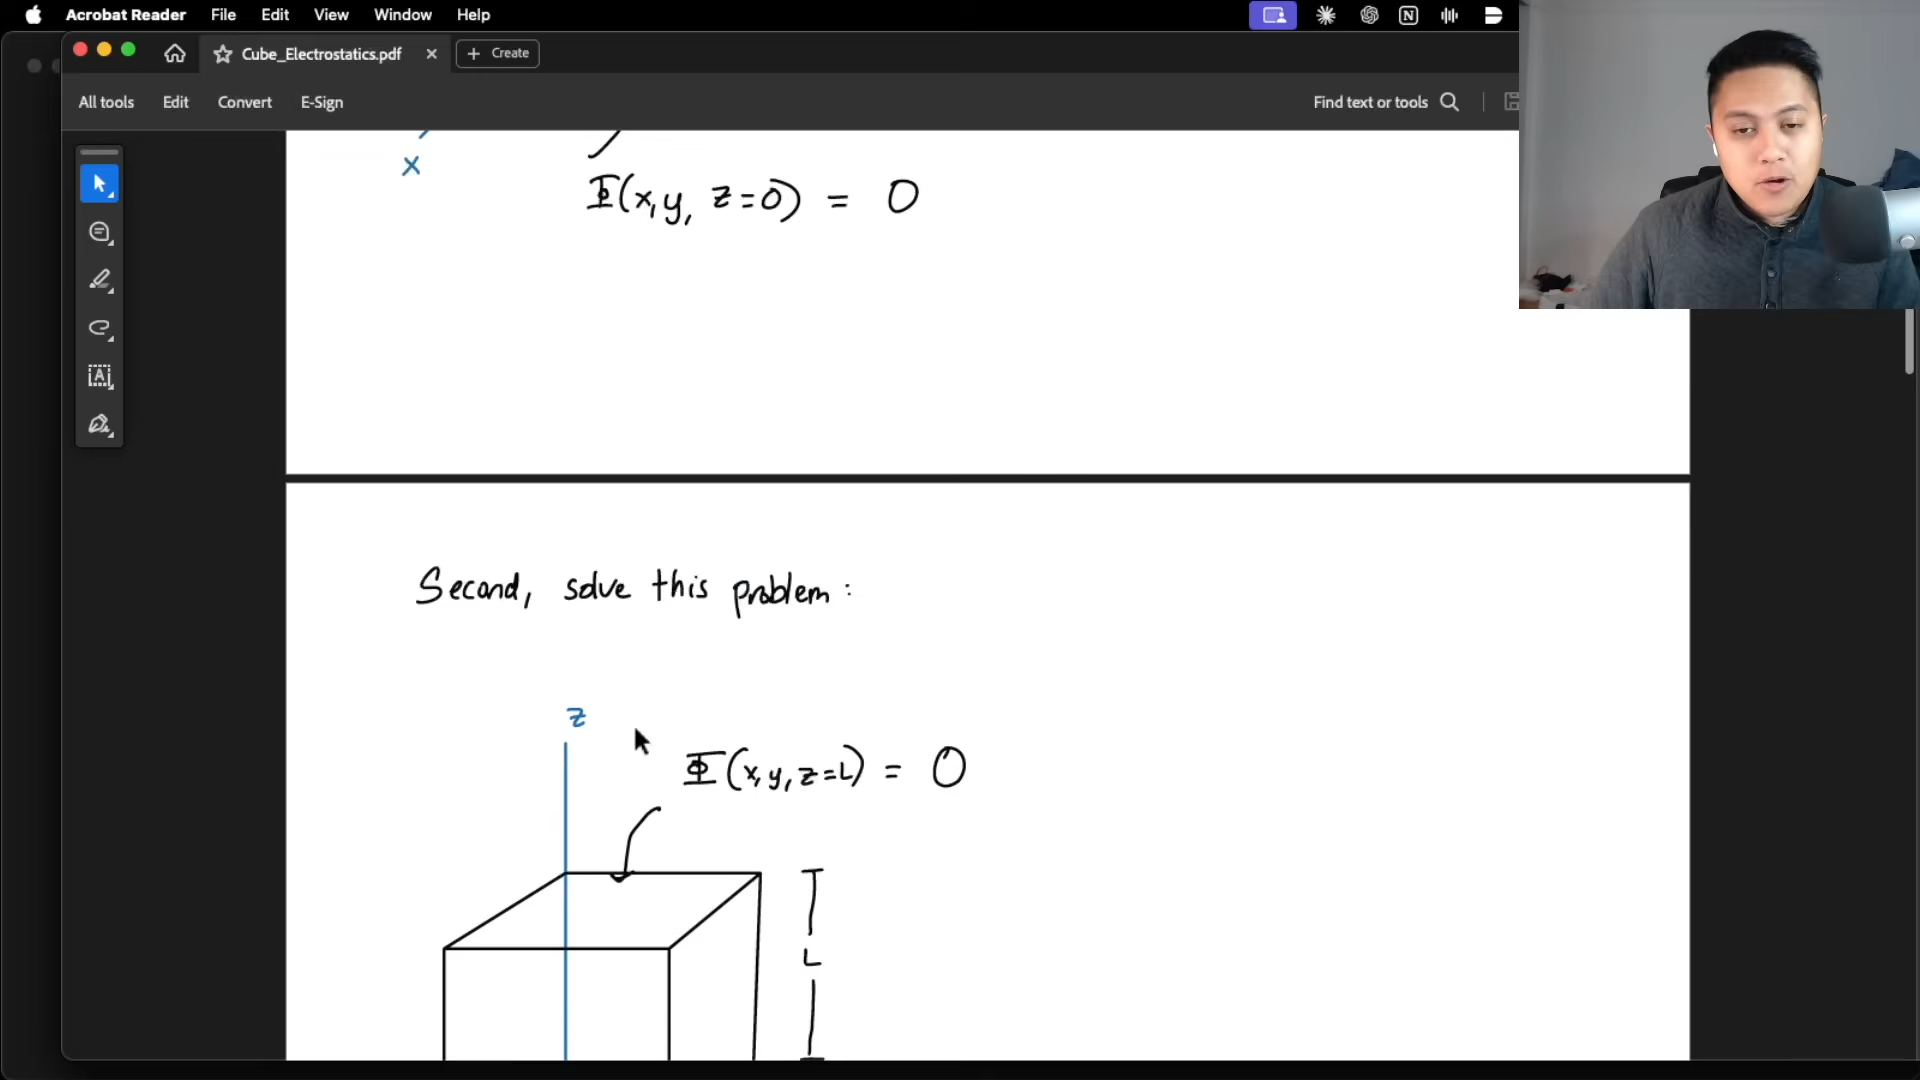 Acrobat Reader File Edit View Window Help
Cube_Electrostatics.pdf
+ Create
All tools Edit Convert E-Sign
Find text or tools
x
Φ(x,y, z=0) = 0
Second, solve this problem:
z
Φ(x,y,z=L) = 0
L